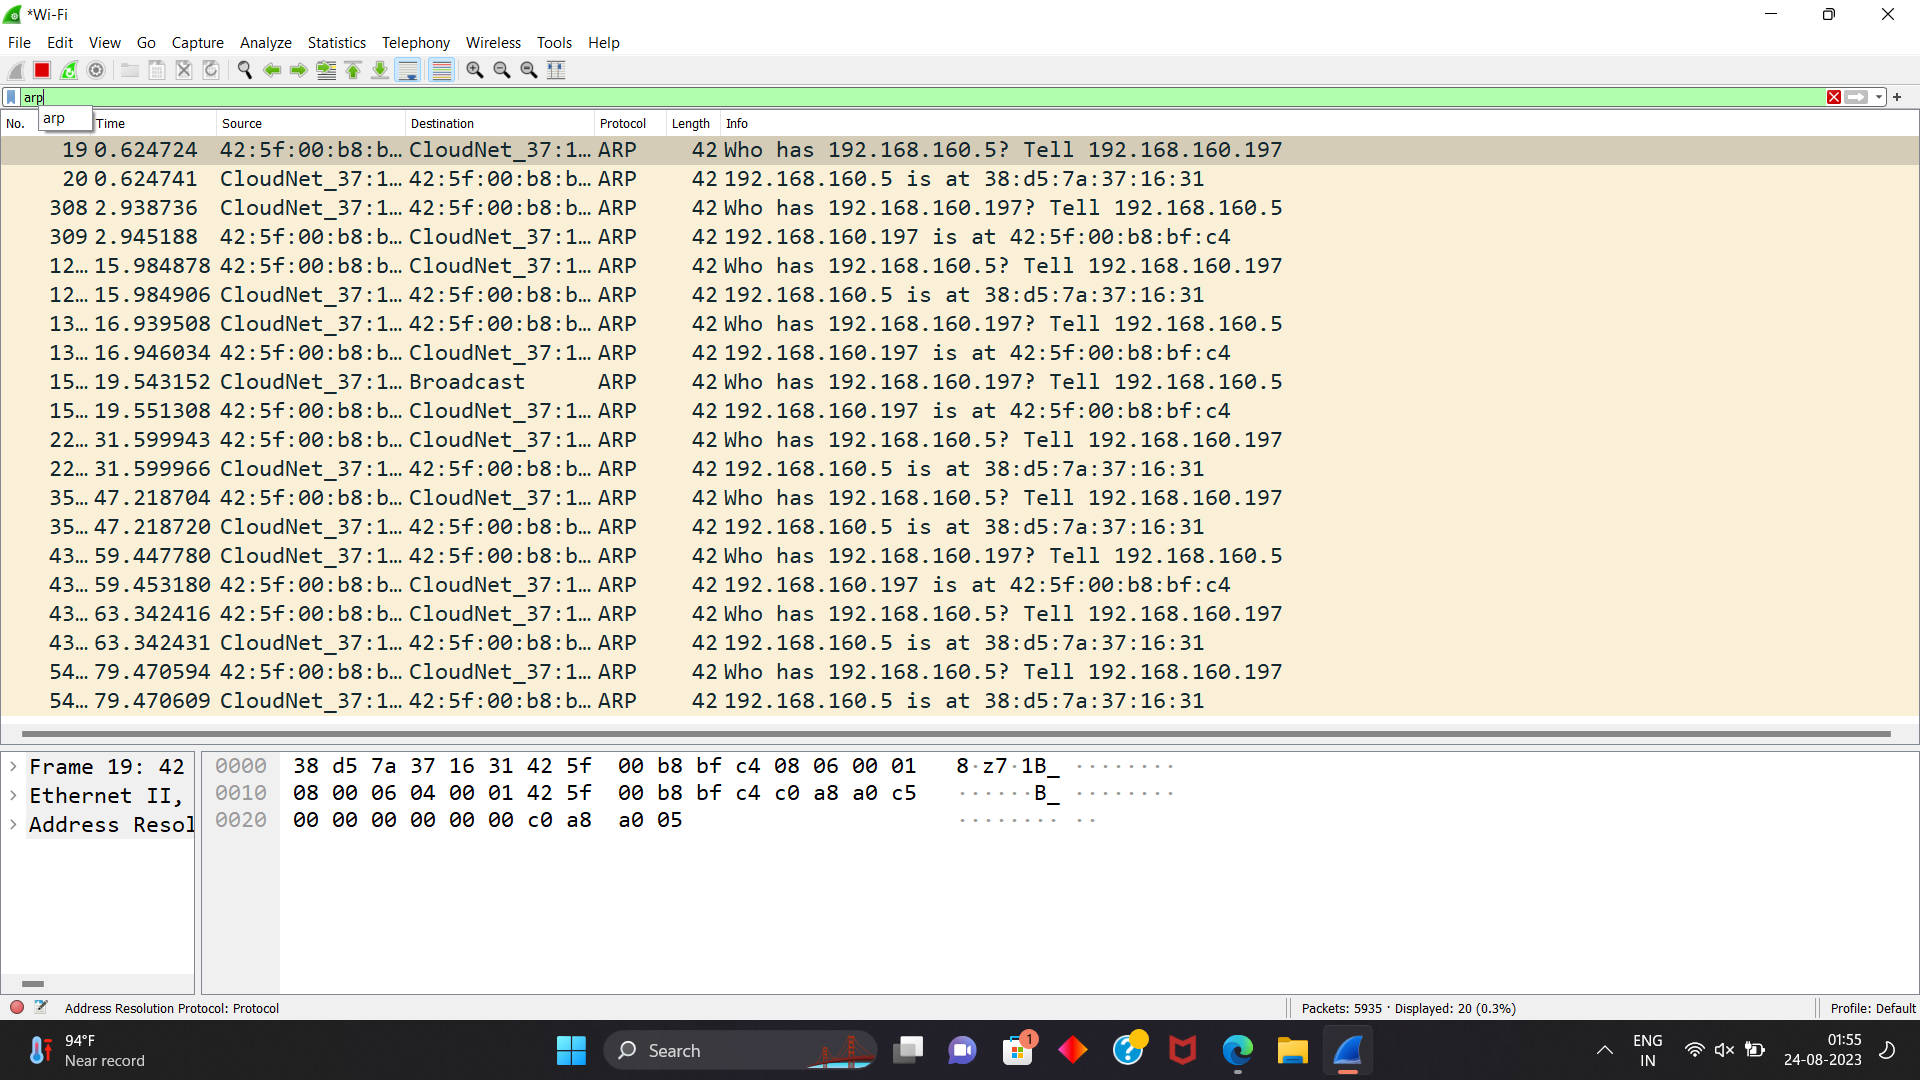 *Wi-Fi
File Edit View Go Capture Analyze Statistics Telephony Wireless Tools Help
arp
arp
No. Time Source Destination Protocol Length Info
19 0.624724 42:5f:00:b8:b… CloudNet_37:1… ARP 42 Who has 192.168.160.5? Tell 192.168.160.197
20 0.624741 CloudNet_37:1… 42:5f:00:b8:b… ARP 42 192.168.160.5 is at 38:d5:7a:37:16:31
308 2.938736 CloudNet_37:1… 42:5f:00:b8:b… ARP 42 Who has 192.168.160.197? Tell 192.168.160.5
309 2.945188 42:5f:00:b8:b… CloudNet_37:1… ARP 42 192.168.160.197 is at 42:5f:00:b8:bf:c4
12… 15.984878 42:5f:00:b8:b… CloudNet_37:1… ARP 42 Who has 192.168.160.5? Tell 192.168.160.197
12… 15.984906 CloudNet_37:1… 42:5f:00:b8:b… ARP 42 192.168.160.5 is at 38:d5:7a:37:16:31
13… 16.939508 CloudNet_37:1… 42:5f:00:b8:b… ARP 42 Who has 192.168.160.197? Tell 192.168.160.5
13… 16.946034 42:5f:00:b8:b… CloudNet_37:1… ARP 42 192.168.160.197 is at 42:5f:00:b8:bf:c4
15… 19.543152 CloudNet_37:1… Broadcast ARP 42 Who has 192.168.160.197? Tell 192.168.160.5
15… 19.551308 42:5f:00:b8:b… CloudNet_37:1… ARP 42 192.168.160.197 is at 42:5f:00:b8:bf:c4
22… 31.599943 42:5f:00:b8:b… CloudNet_37:1… ARP 42 Who has 192.168.160.5? Tell 192.168.160.197
22… 31.599966 CloudNet_37:1… 42:5f:00:b8:b… ARP 42 192.168.160.5 is at 38:d5:7a:37:16:31
35… 47.218704 42:5f:00:b8:b… CloudNet_37:1… ARP 42 Who has 192.168.160.5? Tell 192.168.160.197
35… 47.218720 CloudNet_37:1… 42:5f:00:b8:b… ARP 42 192.168.160.5 is at 38:d5:7a:37:16:31
43… 59.447780 CloudNet_37:1… 42:5f:00:b8:b… ARP 42 Who has 192.168.160.197? Tell 192.168.160.5
43… 59.453180 42:5f:00:b8:b… CloudNet_37:1… ARP 42 192.168.160.197 is at 42:5f:00:b8:bf:c4
43… 63.342416 42:5f:00:b8:b… CloudNet_37:1… ARP 42 Who has 192.168.160.5? Tell 192.168.160.197
43… 63.342431 CloudNet_37:1… 42:5f:00:b8:b… ARP 42 192.168.160.5 is at 38:d5:7a:37:16:31
54… 79.470594 42:5f:00:b8:b… CloudNet_37:1… ARP 42 Who has 192.168.160.5? Tell 192.168.160.197
54… 79.470609 CloudNet_37:1… 42:5f:00:b8:b… ARP 42 192.168.160.5 is at 38:d5:7a:37:16:31
Frame 19: 42
Ethernet II,
Address Resol
0000 38 d5 7a 37 16 31 42 5f 00 b8 bf c4 08 06 00 01 8·z7·1B_ ········
0010 08 00 06 04 00 01 42 5f 00 b8 bf c4 c0 a8 a0 c5 ······B_ ········
0020 00 00 00 00 00 00 c0 a8 a0 05 ········ ··
Address Resolution Protocol: Protocol
Packets: 5935 · Displayed: 20 (0.3%)
Profile: Default
94°F
Near record
Search
1
ENG
IN
01:55
24-08-2023